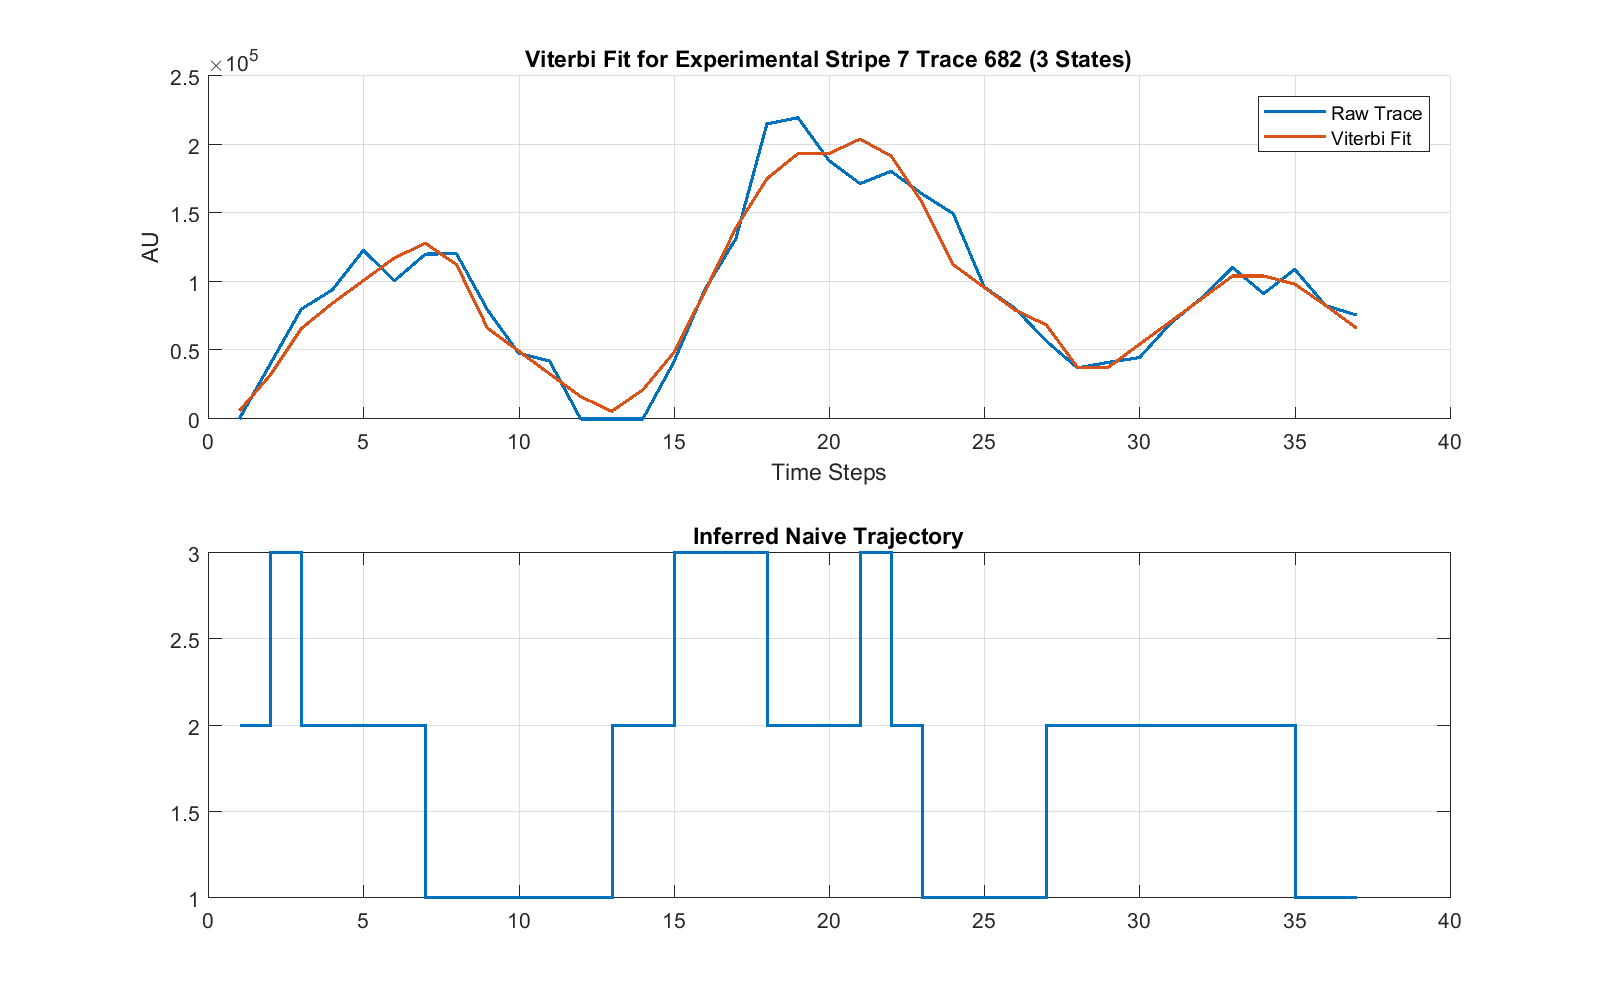 Viterbi Fit for Experimental Stripe 7 Trace 682 (3 States)
×10^5
2.5
2
1.5
1
0.5
0
AU
Raw Trace
Viterbi Fit
0 5 10 15 20 25 30 35 40
Time Steps
Inferred Naive Trajectory
3
2.5
2
1.5
1
0 5 10 15 20 25 30 35 40